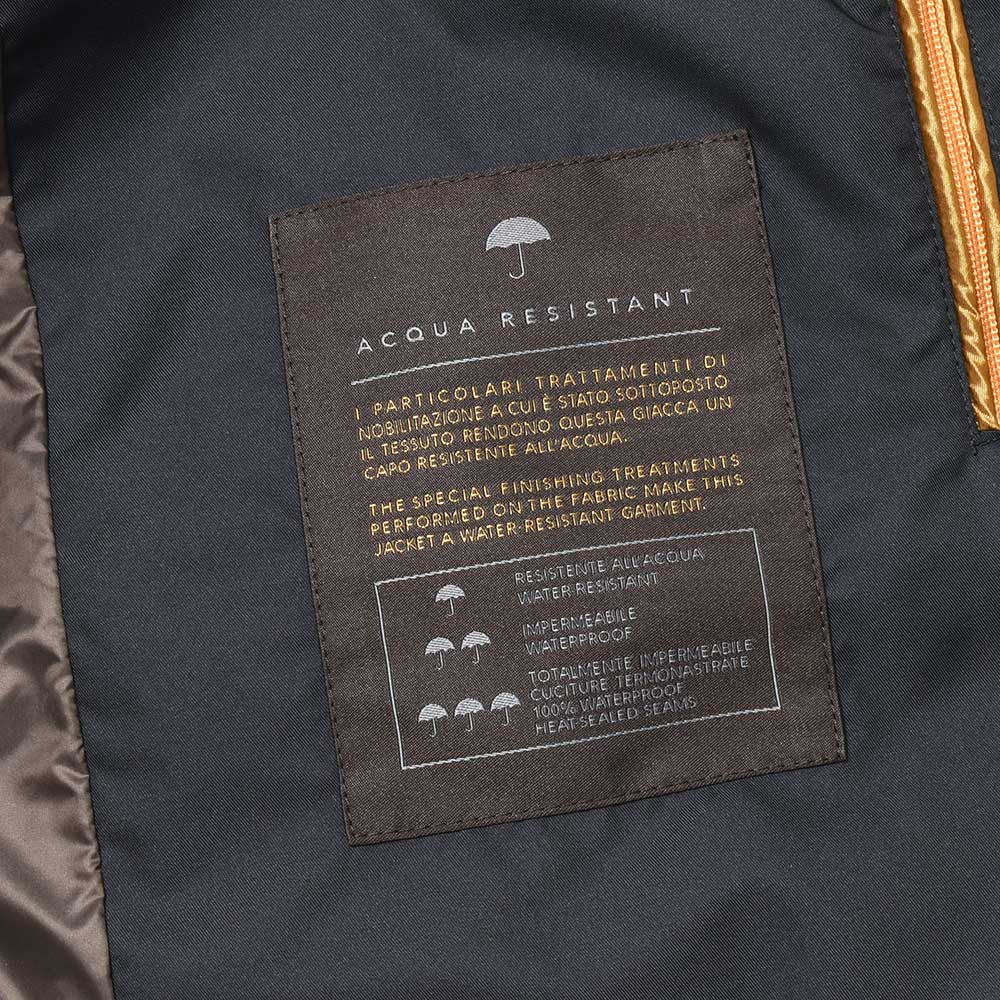 ACQUA RESISTANT
I PARTICOLARI TRATTAMENTI DI
NOBILITAZIONE A CUI È STATO SOTTOPOSTO
IL TESSUTO RENDONO QUESTA GIACCA UN
CAPO RESISTENTE ALL'ACQUA.
THE SPECIAL FINISHING TREATMENTS
PERFORMED ON THE FABRIC MAKE THIS
JACKET A WATER-RESISTANT GARMENT.
RESISTENTE ALL'ACQUA
WATER-RESISTANT
IMPERMEABILE
WATERPROOF
TOTALMENTE IMPERMEABILE
CUCITURE TERMONASTRATE
100% WATERPROOF
HEAT-SEALED SEAMS